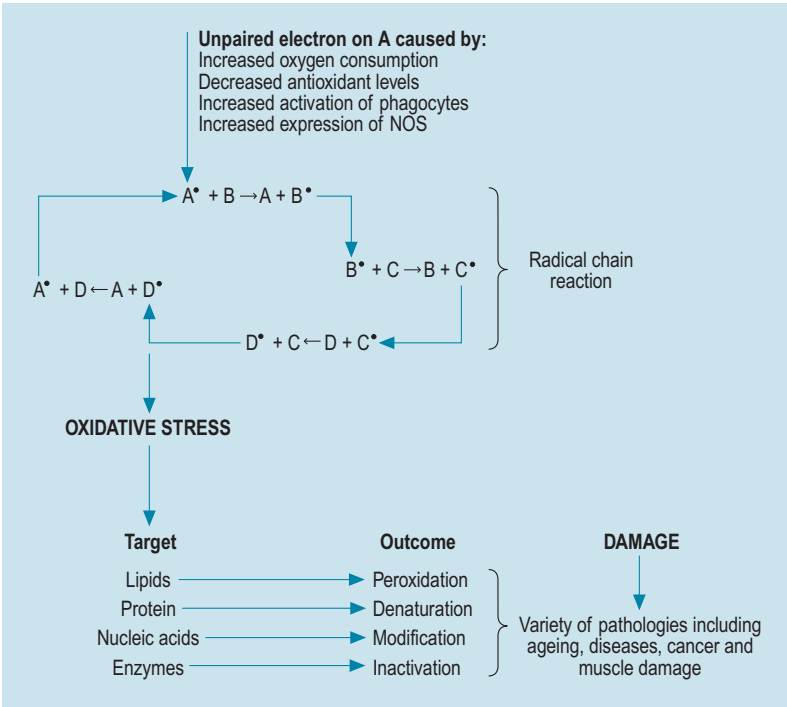 Unpaired electron on A caused by:
Increased oxygen consumption
Decreased antioxidant levels
Increased activation of phagocytes
Increased expression of NOS
A• + B → A + B•
B• + C → B + C•
Radical chain
reaction
A• + D ← A + D•
D• + C ← D + C•
OXIDATIVE STRESS
Target Outcome DAMAGE
Lipids Peroxidation
Protein Denaturation
Nucleic acids Modification
Enzymes Inactivation
Variety of pathologies including
ageing, diseases, cancer and
muscle damage